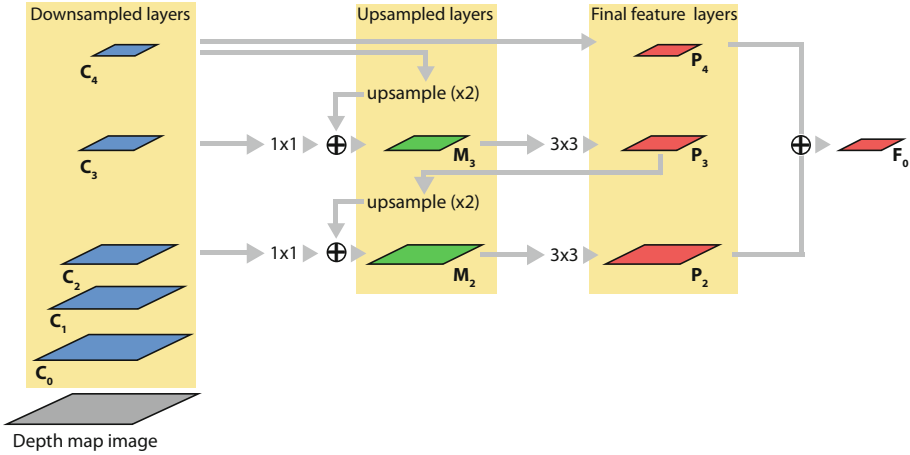 Downsampled layers
Upsampled layers
Final feature layers
C4
P4
upsample (x2)
C3
1x1
M3
3x3
P3
F0
upsample (x2)
C2
1x1
M2
3x3
P2
C1
C0
Depth map image